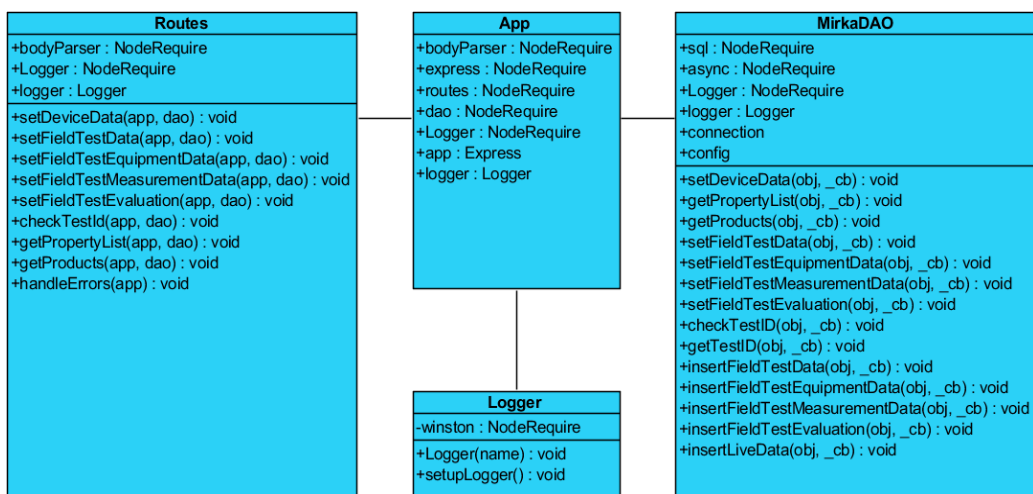 Routes
+bodyParser : NodeRequire
+Logger : NodeRequire
+logger : Logger
+setDeviceData(app, dao) : void
+setFieldTestData(app, dao) : void
+setFieldTestEquipmentData(app, dao) : void
+setFieldTestMeasurementData(app, dao) : void
+setFieldTestEvaluation(app, dao) : void
+checkTestId(app, dao) : void
+getPropertyList(app, dao) : void
+getProducts(app, dao) : void
+handleErrors(app) : void
App
+bodyParser : NodeRequire
+express : NodeRequire
+routes : NodeRequire
+dao : NodeRequire
+Logger : NodeRequire
+app : Express
+logger : Logger
MirkaDAO
+sql : NodeRequire
+async : NodeRequire
+Logger : NodeRequire
+logger : Logger
+connection
+config
+setDeviceData(obj, _cb) : void
+getPropertyList(obj, _cb) : void
+getProducts(obj, _cb) : void
+setFieldTestData(obj, _cb) : void
+setFieldTestEquipmentData(obj, _cb) : void
+setFieldTestMeasurementData(obj, _cb) : void
+setFieldTestEvaluation(obj, _cb) : void
+checkTestID(obj, _cb) : void
+getTestID(obj, _cb) : void
+insertFieldTestData(obj, _cb) : void
+insertFieldTestEquipmentData(obj, _cb) : void
+insertFieldTestMeasurementData(obj, _cb) : void
+insertFieldTestEvaluation(obj, _cb) : void
+insertLiveData(obj, _cb) : void
Logger
-winston : NodeRequire
+Logger(name) : void
+setupLogger() : void